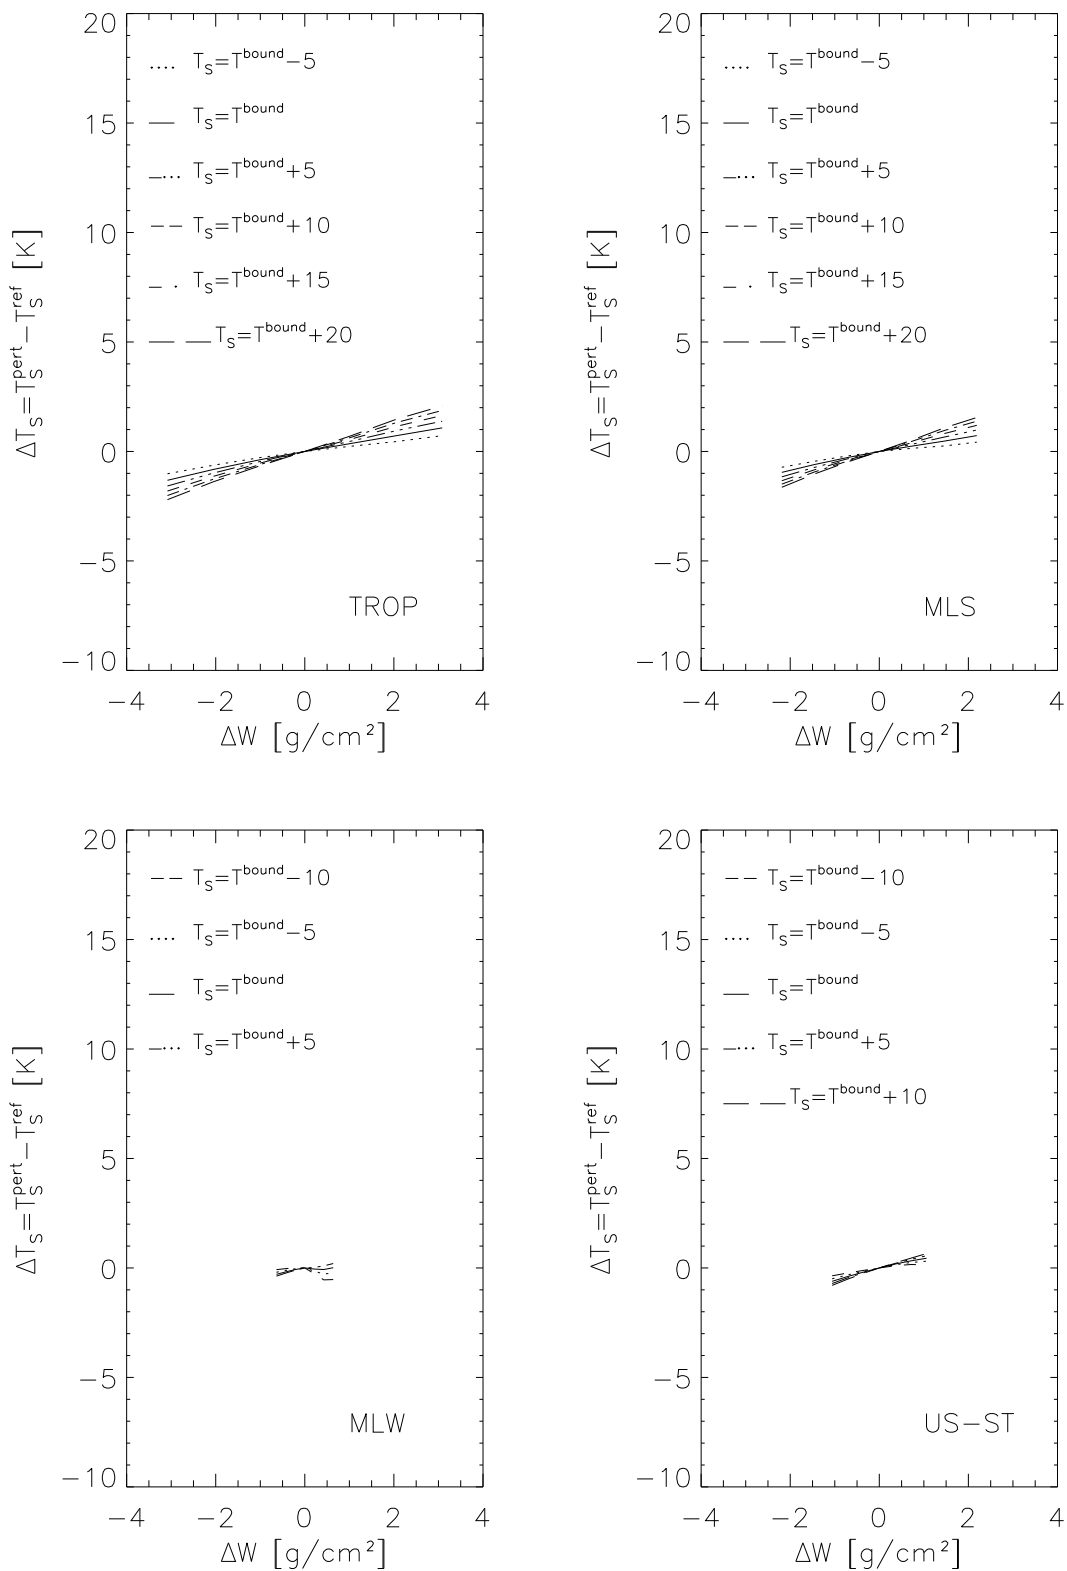 20
15
10
5
0
−5
−10
ΔT_S=T_S^pert−T_S^ref [K]
T_S=T^bound−5
T_S=T^bound
T_S=T^bound+5
T_S=T^bound+10
T_S=T^bound+15
T_S=T^bound+20
TROP
−4 −2 0 2 4
ΔW [g/cm²]
20
15
10
5
0
−5
−10
ΔT_S=T_S^pert−T_S^ref [K]
T_S=T^bound−5
T_S=T^bound
T_S=T^bound+5
T_S=T^bound+10
T_S=T^bound+15
T_S=T^bound+20
MLS
−4 −2 0 2 4
ΔW [g/cm²]
20
15
10
5
0
−5
−10
ΔT_S=T_S^pert−T_S^ref [K]
T_S=T^bound−10
T_S=T^bound−5
T_S=T^bound
T_S=T^bound+5
MLW
−4 −2 0 2 4
ΔW [g/cm²]
20
15
10
5
0
−5
−10
ΔT_S=T_S^pert−T_S^ref [K]
T_S=T^bound−10
T_S=T^bound−5
T_S=T^bound
T_S=T^bound+5
T_S=T^bound+10
US−ST
−4 −2 0 2 4
ΔW [g/cm²]